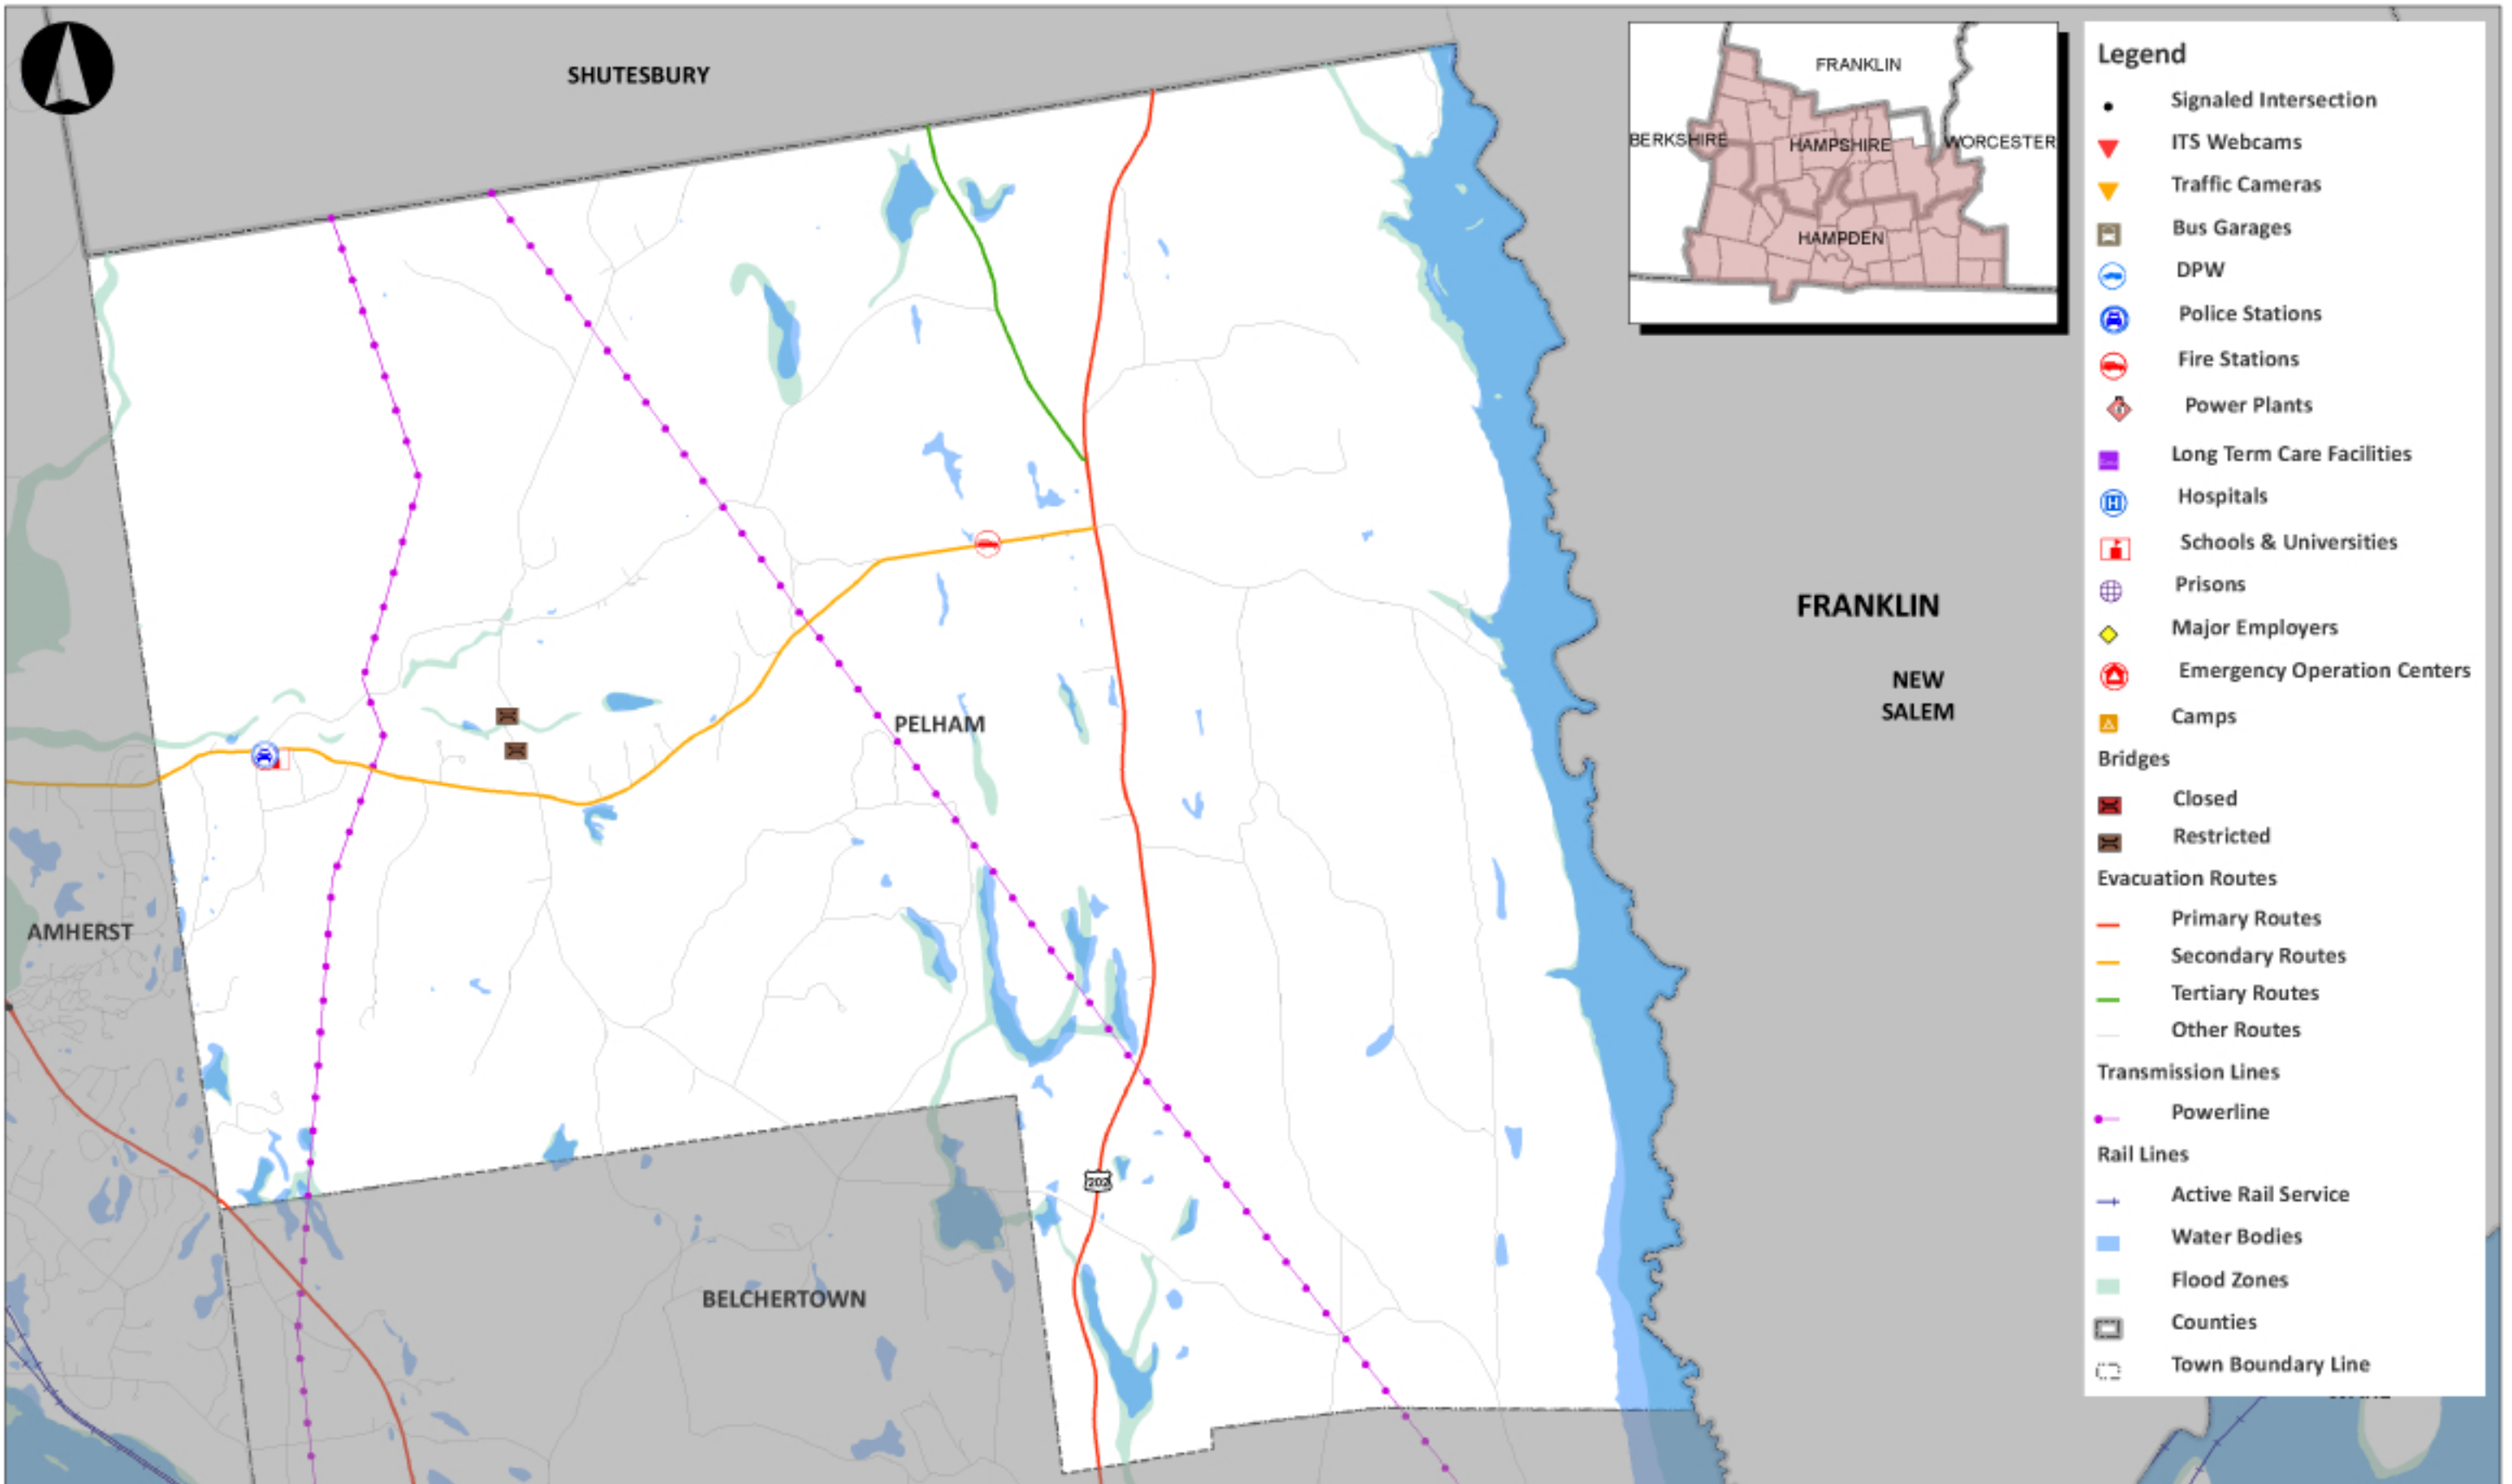 SHUTESBURY
FRANKLIN
BERKSHIRE
HAMPSHIRE
WORCESTER
HAMPDEN
FRANKLIN
NEW
SALEM
PELHAM
AMHERST
202
BELCHERTOWN
Legend
Signaled Intersection
ITS Webcams
Traffic Cameras
Bus Garages
DPW
Police Stations
Fire Stations
Power Plants
Long Term Care Facilities
H
Hospitals
Schools & Universities
Prisons
Major Employers
Emergency Operation Centers
Camps
Bridges
Closed
Restricted
Evacuation Routes
Primary Routes
Secondary Routes
Tertiary Routes
Other Routes
Transmission Lines
Powerline
Rail Lines
Active Rail Service
Water Bodies
Flood Zones
Counties
Town Boundary Line